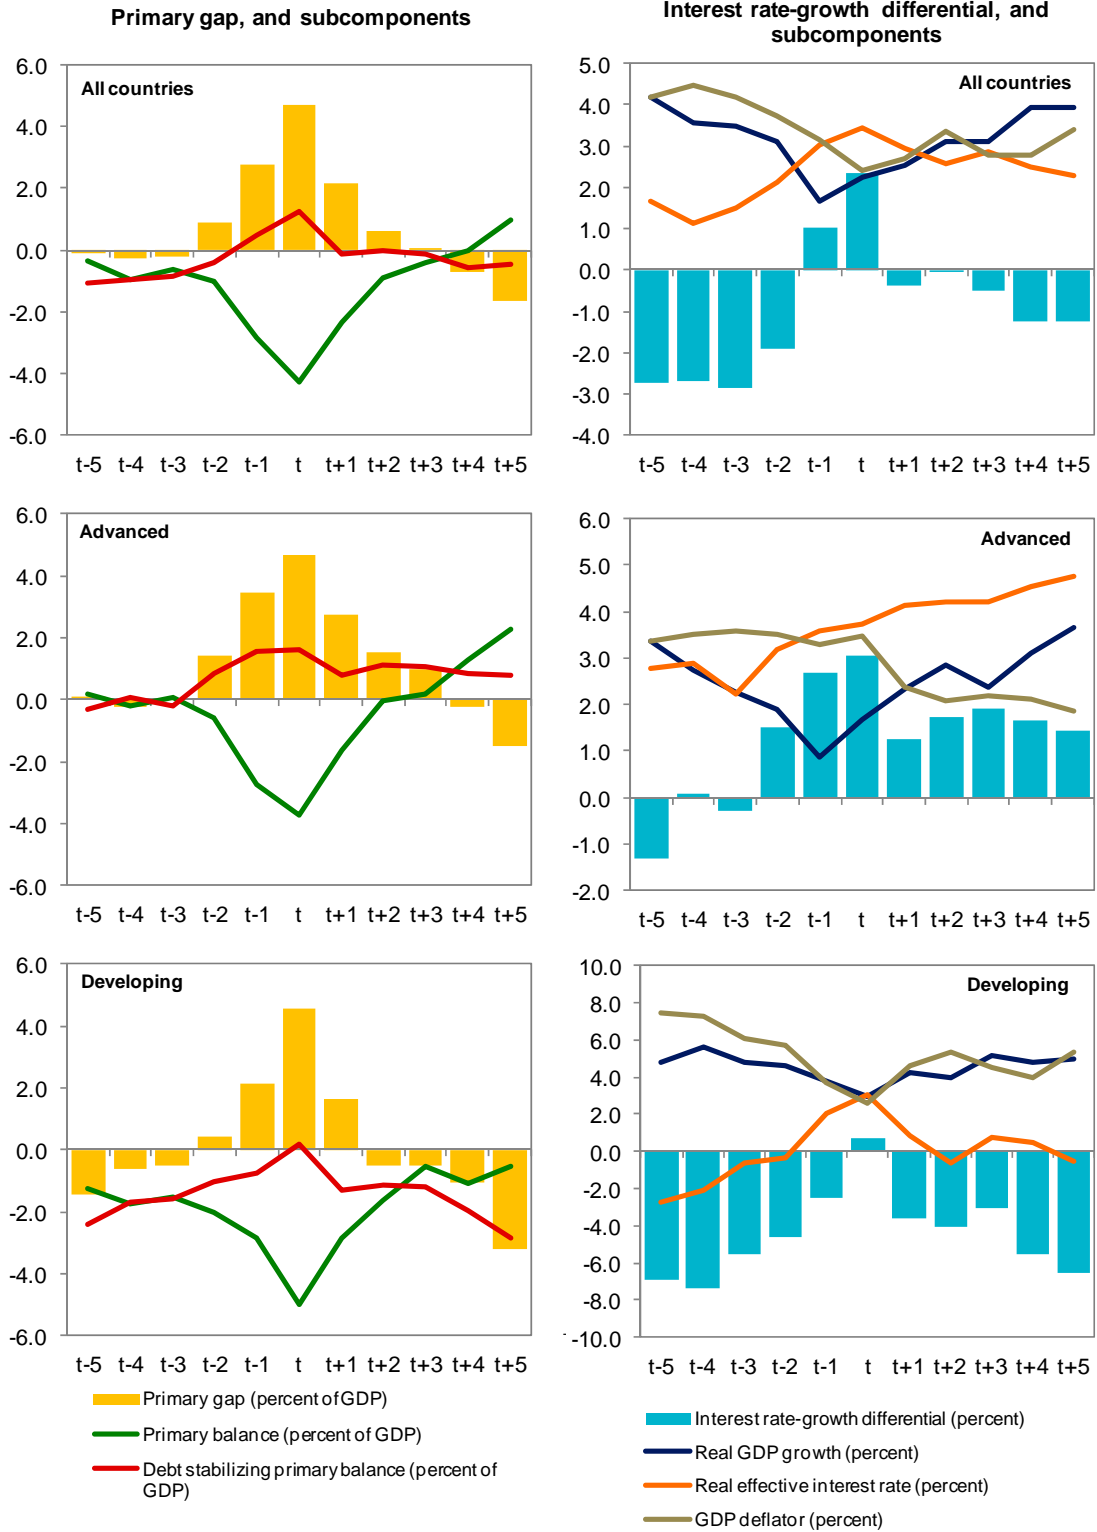 Primary gap, and subcomponents
6.0
4.0
2.0
0.0
-2.0
-4.0
-6.0
All countries
t-5 t-4 t-3 t-2 t-1 t t+1 t+2 t+3 t+4 t+5
6.0
4.0
2.0
0.0
-2.0
-4.0
-6.0
Advanced
t-5 t-4 t-3 t-2 t-1 t t+1 t+2 t+3 t+4 t+5
6.0
4.0
2.0
0.0
-2.0
-4.0
-6.0
Developing
t-5 t-4 t-3 t-2 t-1 t t+1 t+2 t+3 t+4 t+5
Primary gap (percent of GDP)
Primary balance (percent of GDP)
Debt stabilizing primary balance (percent of
GDP)
Interest rate-growth differential, and
subcomponents
5.0
4.0
3.0
2.0
1.0
0.0
-1.0
-2.0
-3.0
-4.0
All countries
t-5 t-4 t-3 t-2 t-1 t t+1 t+2 t+3 t+4 t+5
6.0
5.0
4.0
3.0
2.0
1.0
0.0
-1.0
-2.0
Advanced
t-5 t-4 t-3 t-2 t-1 t t+1 t+2 t+3 t+4 t+5
10.0
8.0
6.0
4.0
2.0
0.0
-2.0
-4.0
-6.0
-8.0
-10.0
Developing
t-5 t-4 t-3 t-2 t-1 t t+1 t+2 t+3 t+4 t+5
Interest rate-growth differential (percent)
Real GDP growth (percent)
Real effective interest rate (percent)
GDP deflator (percent)